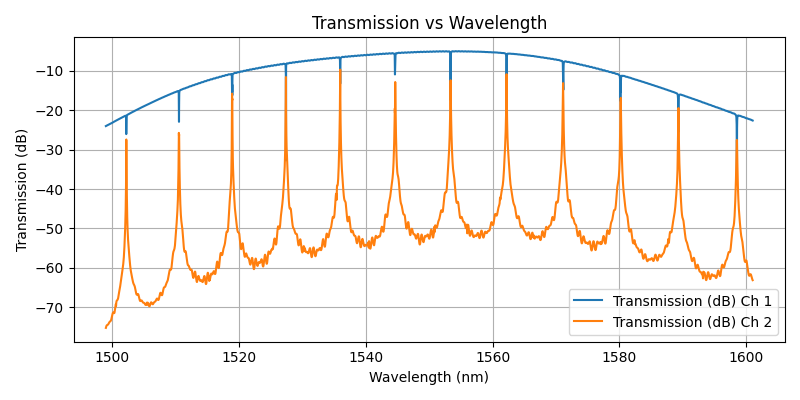 Transmission vs Wavelength
Transmission (dB)
−10
−20
−30
−40
−50
−60
−70
1500
1520
1540
1560
1580
1600
Wavelength (nm)
Transmission (dB) Ch 1
Transmission (dB) Ch 2